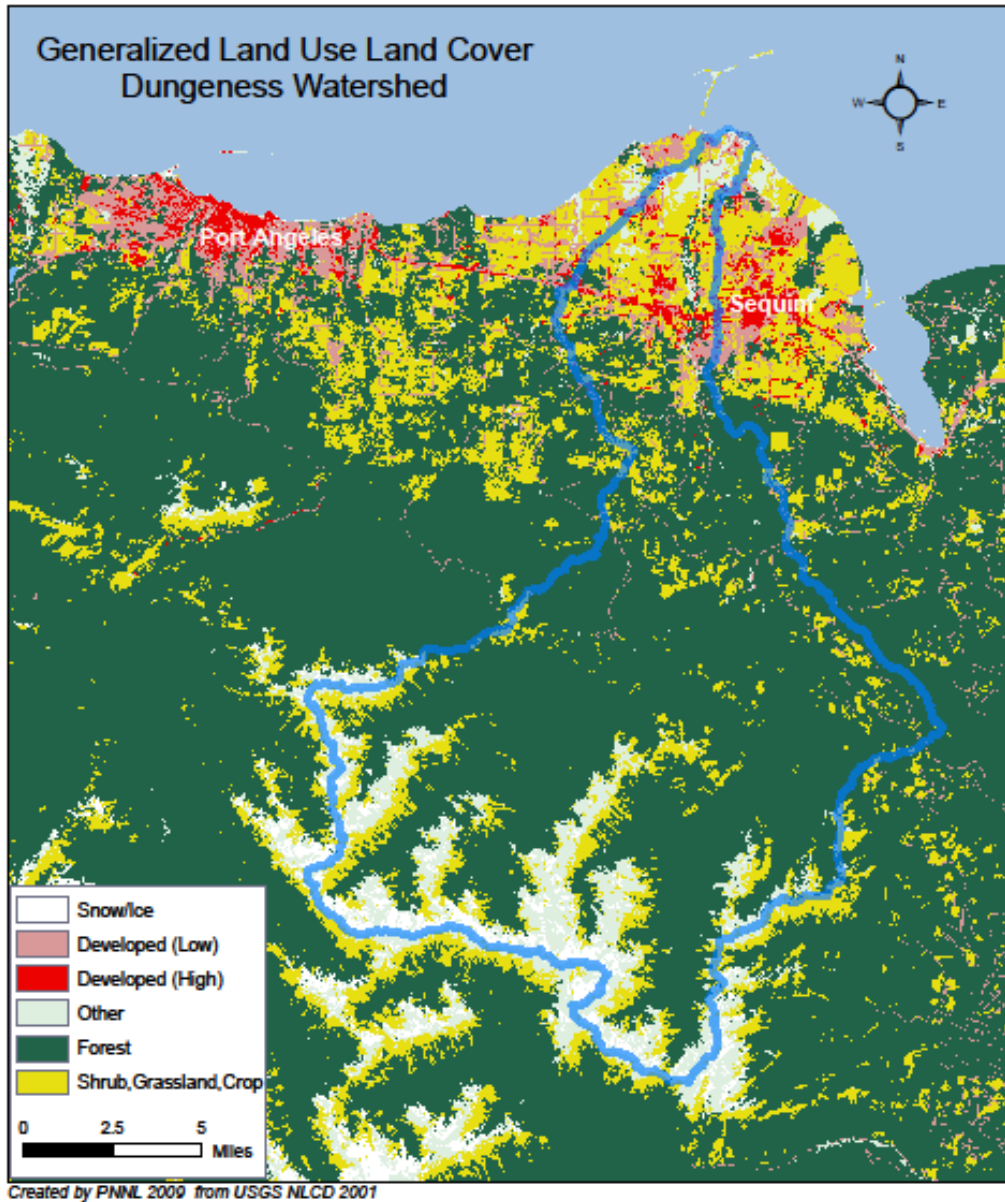 Generalized Land Use Land Cover
Dungeness Watershed
N
W
E
S
Port Angeles
Sequim
Snow/Ice
Developed (Low)
Developed (High)
Other
Forest
Shrub,Grassland,Crop
0 2.5 5
Miles
Created by PNNL 2009 from USGS NLCD 2001